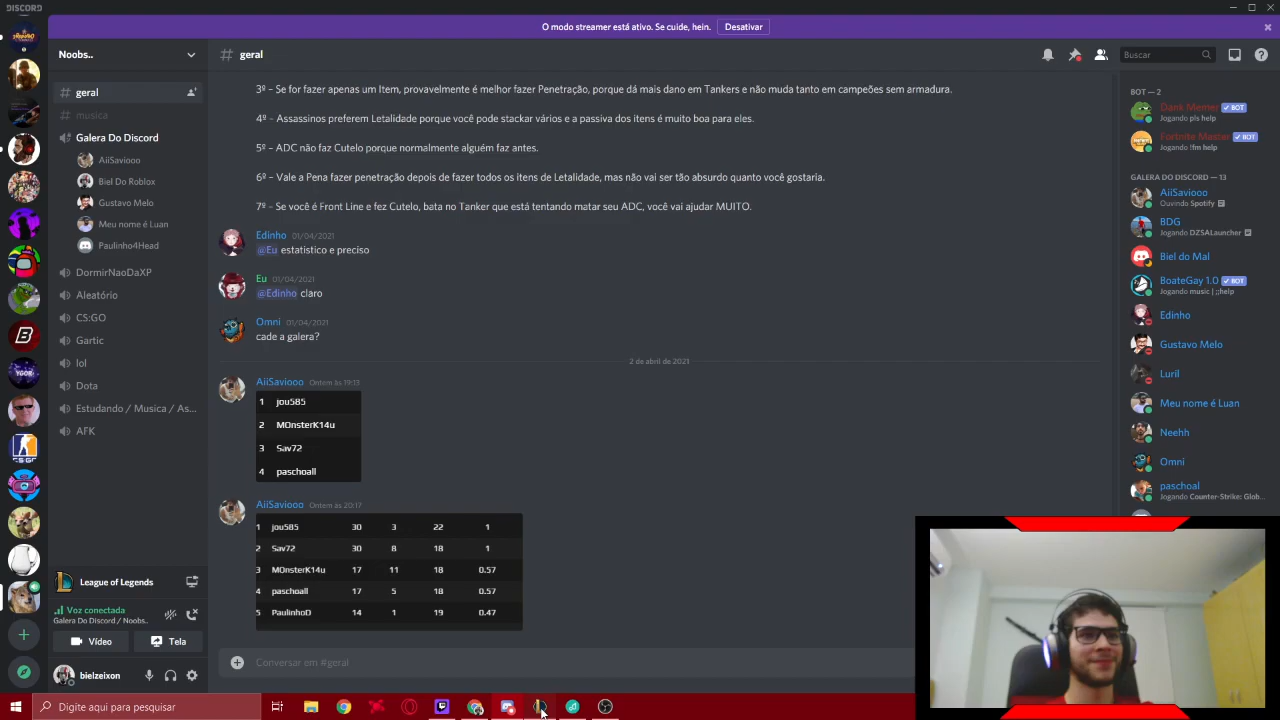 DISCORD
O modo streamer está ativo. Se cuide, hein.
Desativar
Noobs..
geral
Buscar
geral
musica
Galera Do Discord
AiiSaviooo
Biel Do Roblox
Gustavo Melo
Meu nome é Luan
Paulinho4Head
DormirNaoDaXP
Aleatório
CS:GO
Gartic
lol
Dota
Estudando / Musica / As...
AFK
League of Legends
Voz conectada
Galera Do Discord / Noobs..
Vídeo
Tela
bielzeixon
3º – Se for fazer apenas um Item, provavelmente é melhor fazer Penetração, porque dá mais dano em Tankers e não muda tanto em campeões sem armadura.
4º – Assassinos preferem Letalidade porque você pode stackar vários e a passiva dos itens é muito boa para eles.
5º – ADC não faz Cutelo porque normalmente alguém faz antes.
6º – Vale a Pena fazer penetração depois de fazer todos os itens de Letalidade, mas não vai ser tão absurdo quanto você gostaria.
7º – Se você é Front Line e fez Cutelo, bata no Tanker que está tentando matar seu ADC, você vai ajudar MUITO.
Edinho 01/04/2021
@Eu estatistico e preciso
Eu 01/04/2021
@Edinho claro
Omni 01/04/2021
cade a galera?
2 de abril de 2021
AiiSaviooo Ontem às 19:13
1 jou585
2 M0nsterK14u
3 Sav72
4 paschoall
AiiSaviooo Ontem às 20:17
1 jou585 30 3 22 1
2 Sav72 30 8 18 1
3 M0nsterK14u 17 11 18 0.57
4 paschoall 17 5 18 0.57
5 PaulinhoD 14 1 19 0.47
Conversar em #geral
BOT — 2
Dank Memer BOT
Jogando pls help
Fortnite Master BOT
Jogando !fm help
GALERA DO DISCORD — 13
AiiSaviooo
Ouvindo Spotify
BDG
Jogando DZSALauncher
Biel do Mal
BoateGay 1.0 BOT
Jogando music | ;;help
Edinho
Gustavo Melo
Luril
Meu nome é Luan
Neehh
Omni
paschoal
Jogando Counter-Strike: Glob...
Digite aqui para pesquisar